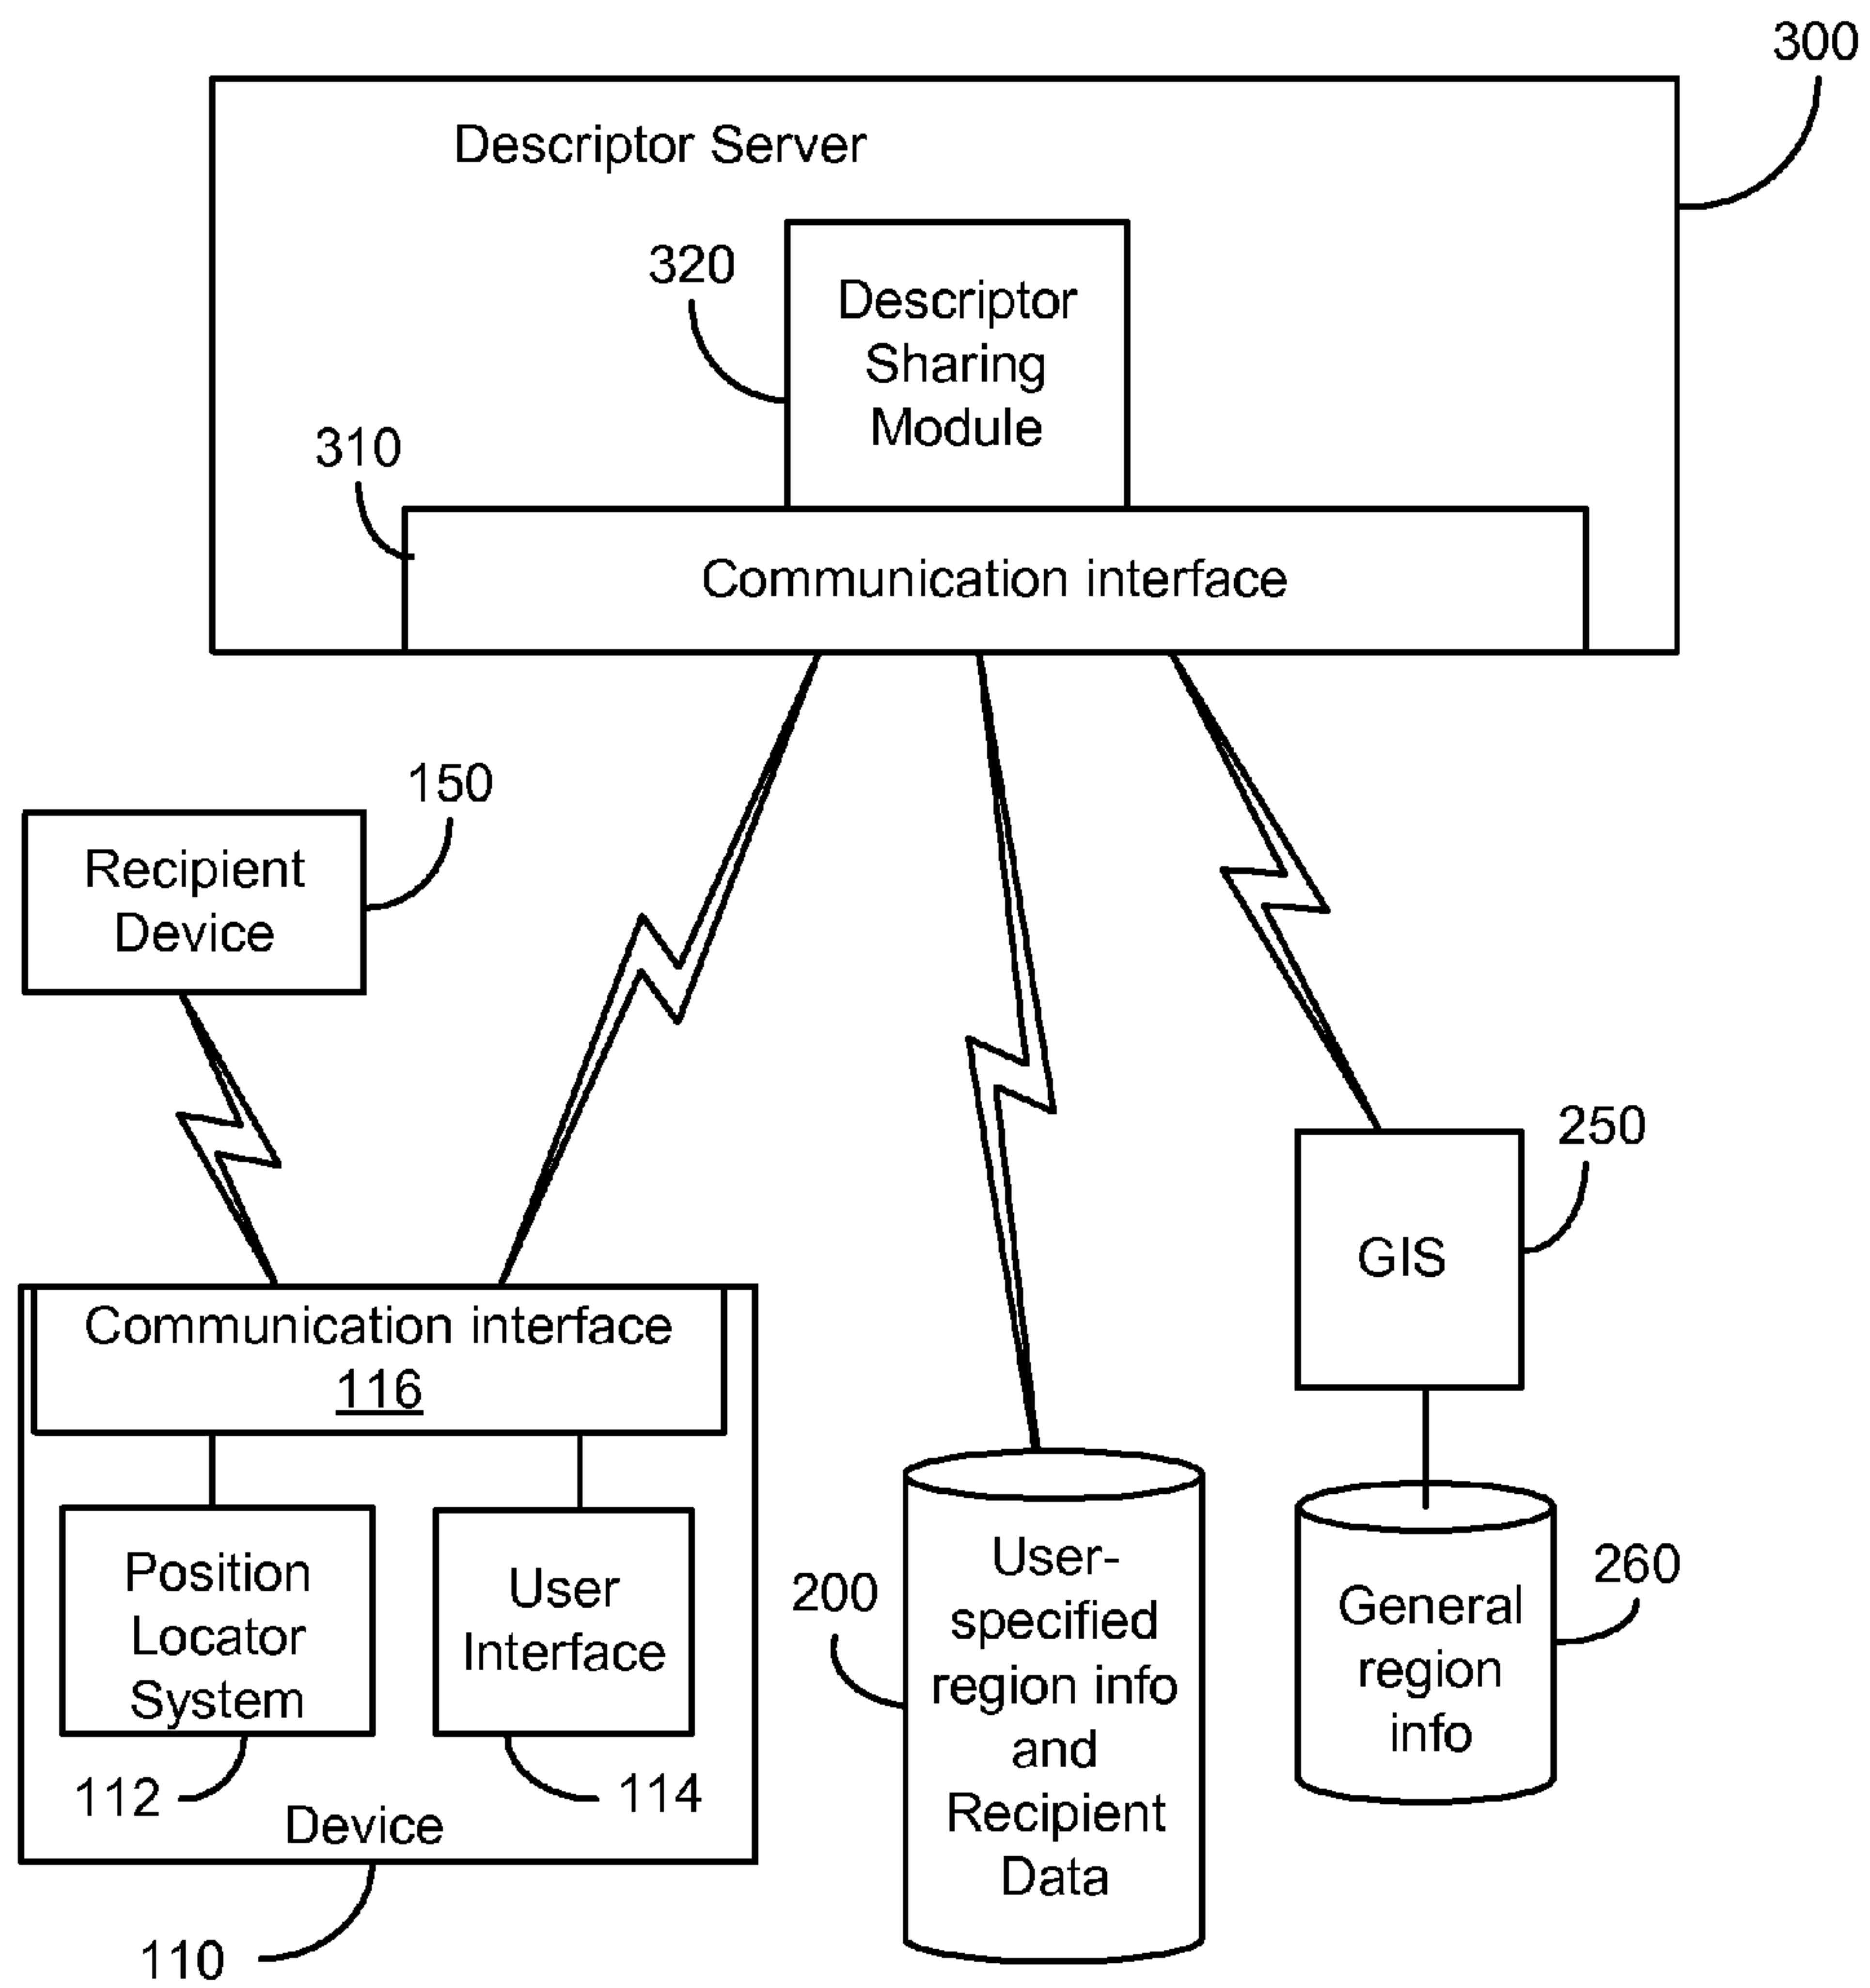 300
Descriptor Server
320
Descriptor
Sharing
Module
310
Communication interface
150
Recipient
Device
250
GIS
Communication interface
116
Position
Locator
System
User
Interface
112
114
Device
110
200
User-
specified
region info
and
Recipient
Data
260
General
region
info